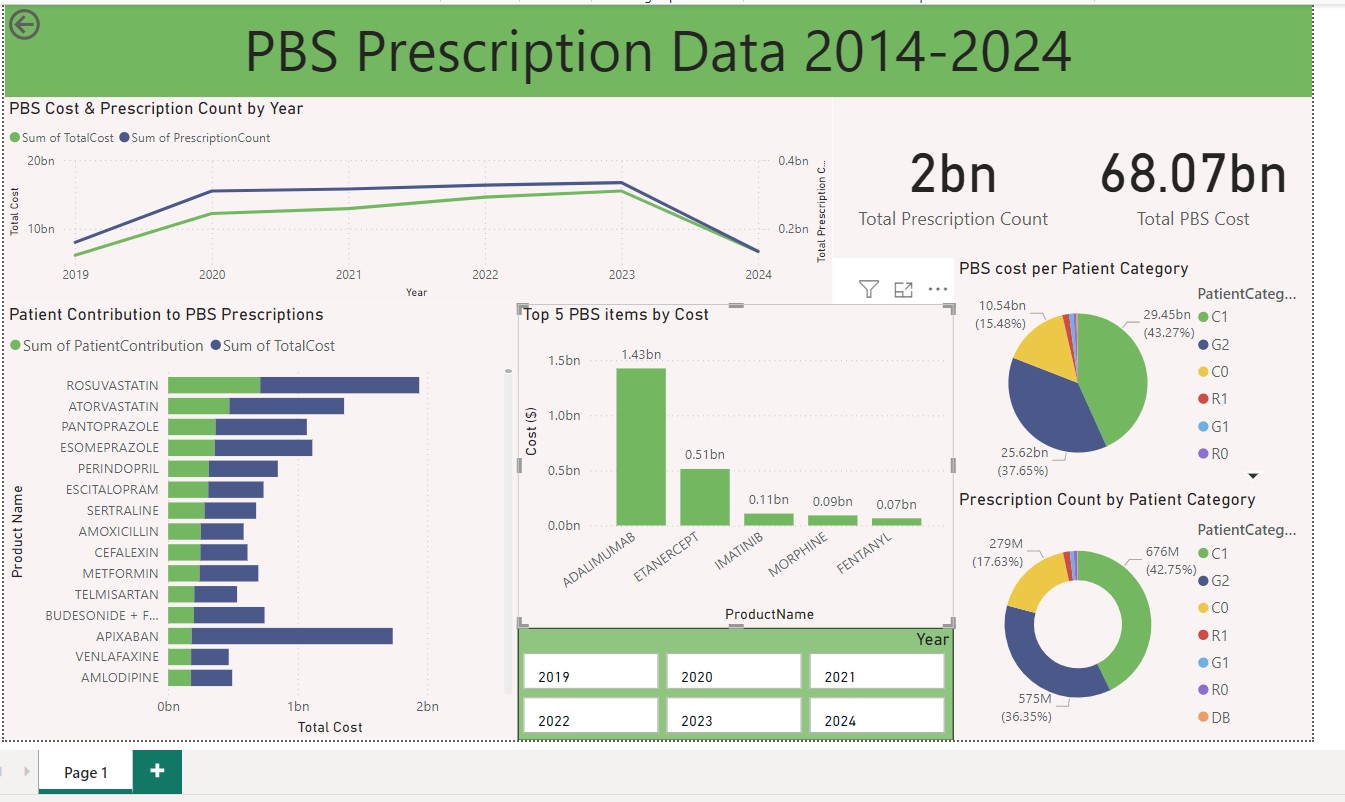 PBS Prescription Data 2014-2024
PBS Cost & Prescription Count by Year
Sum of TotalCost Sum of PrescriptionCount
20bn
10bn
Total Cost
0.4bn
0.2bn
Total Prescription C...
2019 2020 2021 2022 2023 2024
Year
2bn
Total Prescription Count
68.07bn
Total PBS Cost
Patient Contribution to PBS Prescriptions
Sum of PatientContribution Sum of TotalCost
Product Name
ROSUVASTATIN
ATORVASTATIN
PANTOPRAZOLE
ESOMEPRAZOLE
PERINDOPRIL
ESCITALOPRAM
SERTRALINE
AMOXICILLIN
CEFALEXIN
METFORMIN
TELMISARTAN
BUDESONIDE + F...
APIXABAN
VENLAFAXINE
AMLODIPINE
0bn 1bn 2bn
Total Cost
Top 5 PBS items by Cost
Cost ($)
1.5bn
1.0bn
0.5bn
0.0bn
1.43bn
0.51bn
0.11bn
0.09bn
0.07bn
ADALIMUMAB
ETANERCEPT
IMATINIB
MORPHINE
FENTANYL
ProductName
Year
2019 2020 2021
2022 2023 2024
PBS cost per Patient Category
10.54bn
(15.48%)
29.45bn
(43.27%)
25.62bn
(37.65%)
PatientCateg...
C1
G2
C0
R1
G1
R0
Prescription Count by Patient Category
279M
(17.63%)
676M
(42.75%)
575M
(36.35%)
PatientCateg...
C1
G2
C0
R1
G1
R0
DB
Page 1